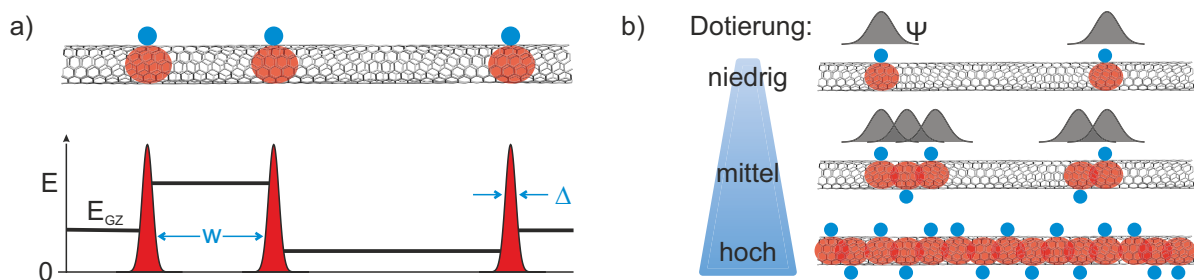 a)
E
E_GZ
w
Δ
0
b)
Dotierung:
Ψ
niedrig
mittel
hoch